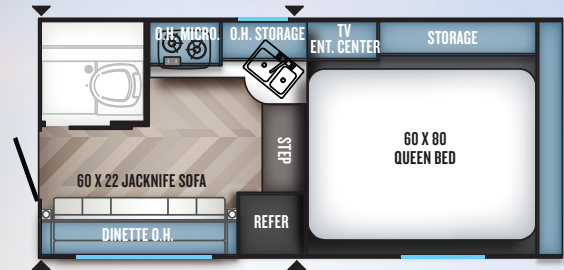 O.H. MICRO.
O.H. STORAGE
TV
ENT. CENTER
STORAGE
STEP
60 X 80
QUEEN BED
60 X 22 JACKNIFE SOFA
REFER
DINETTE O.H.